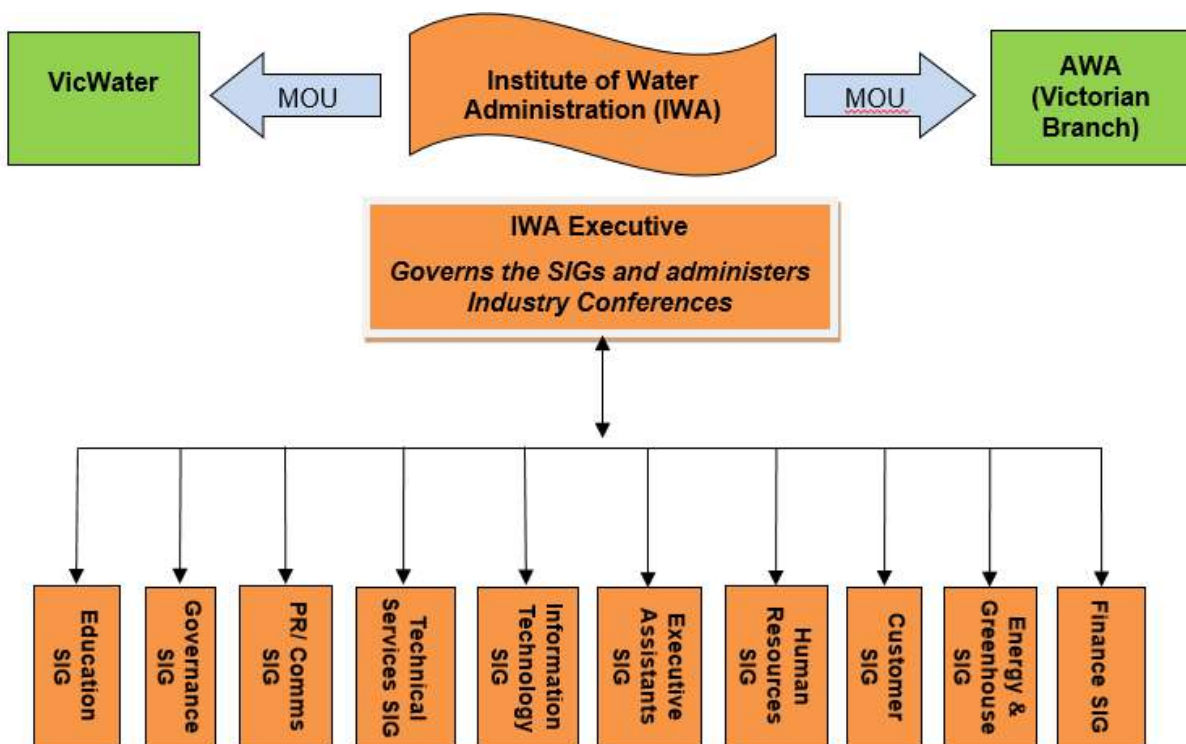 VicWater
MOU
Institute of Water
Administration (IWA)
MOU
AWA
(Victorian
Branch)
IWA Executive
Governs the SIGs and administers
Industry Conferences
Education
SIG
Governance
SIG
PR/ Comms
SIG
Technical
Services SIG
Information
Technology
SIG
Executive
Assistants
SIG
Human
Resources
SIG
Customer
SIG
Energy &
Greenhouse
SIG
Finance SIG